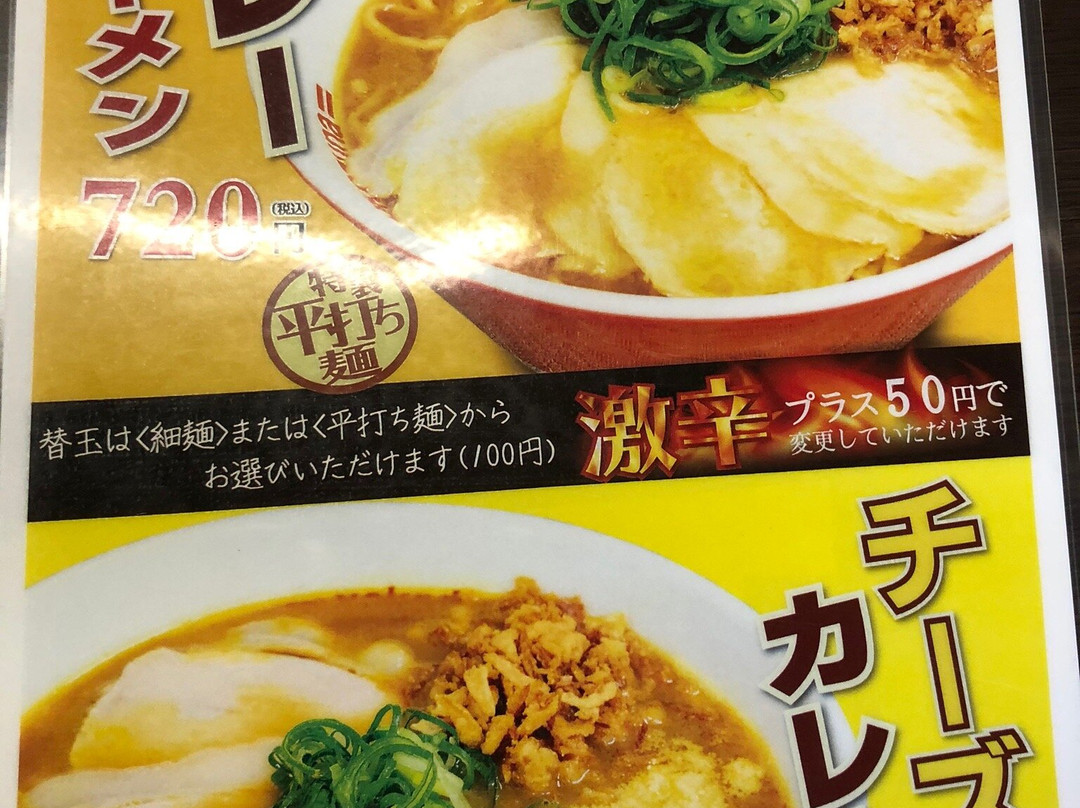 レー
ーメン
720円(税込)
特製
平打ち
麺
替玉は〈細麺〉または〈平打ち麺〉から
お選びいただけます(100円)
激辛
プラス50円で
変更していただけます
チーズ
カレ